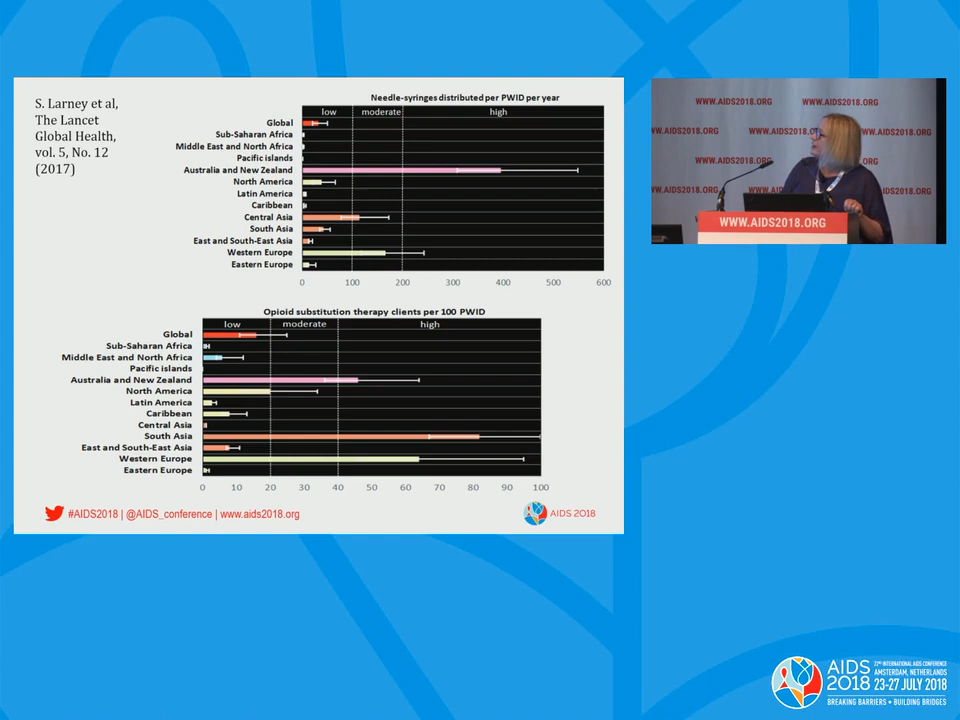 S. Larney et al,
The Lancet
Global Health,
vol. 5, No. 12
(2017)
Needle-syringes distributed per PWID per year
low moderate high
Global
Sub-Saharan Africa
Middle East and North Africa
Pacific islands
Australia and New Zealand
North America
Latin America
Caribbean
Central Asia
South Asia
East and South-East Asia
Western Europe
Eastern Europe
0 100 200 300 400 500 600
Opioid substitution therapy clients per 100 PWID
low moderate high
Global
Sub-Saharan Africa
Middle East and North Africa
Pacific islands
Australia and New Zealand
North America
Latin America
Caribbean
Central Asia
South Asia
East and South-East Asia
Western Europe
Eastern Europe
0 10 20 30 40 50 60 70 80 90 100
#AIDS2018 | @AIDS_conference | www.aids2018.org
AIDS 2018
WWW.AIDS2018.ORG WWW.AIDS2018.ORG
WW.AIDS2018.ORG WWW.AIDS201 WW.AIDS2018.ORG
WWW.AIDS2018.ORG .ORG
WW.AIDS2018.ORG WWW.AID AIDS2018.ORG
WWW.AIDS2018.ORG
AIDS
2018
22ND INTERNATIONAL AIDS CONFERENCE
AMSTERDAM, NETHERLANDS
23-27 JULY 2018
BREAKING BARRIERS • BUILDING BRIDGES